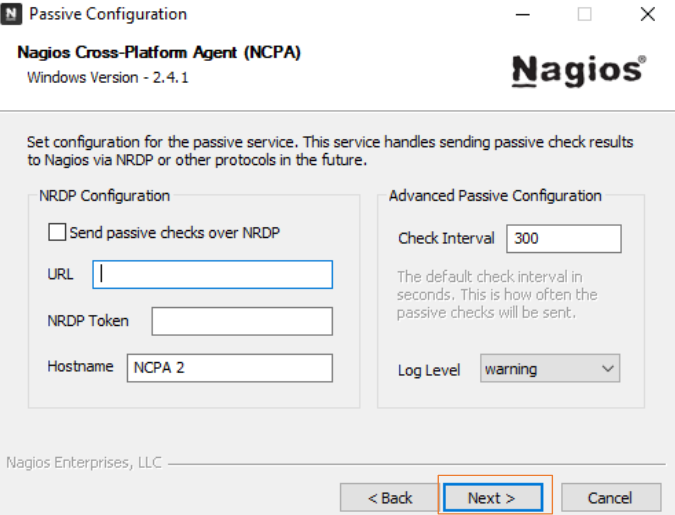 N Passive Configuration
Nagios Cross-Platform Agent (NCPA)
Windows Version - 2.4.1
Nagios®
Set configuration for the passive service. This service handles sending passive check results
to Nagios via NRDP or other protocols in the future.
NRDP Configuration
Send passive checks over NRDP
URL
NRDP Token
Hostname NCPA 2
Advanced Passive Configuration
Check Interval 300
The default check interval in
seconds. This is how often the
passive checks will be sent.
Log Level warning
Nagios Enterprises, LLC
< Back Next > Cancel